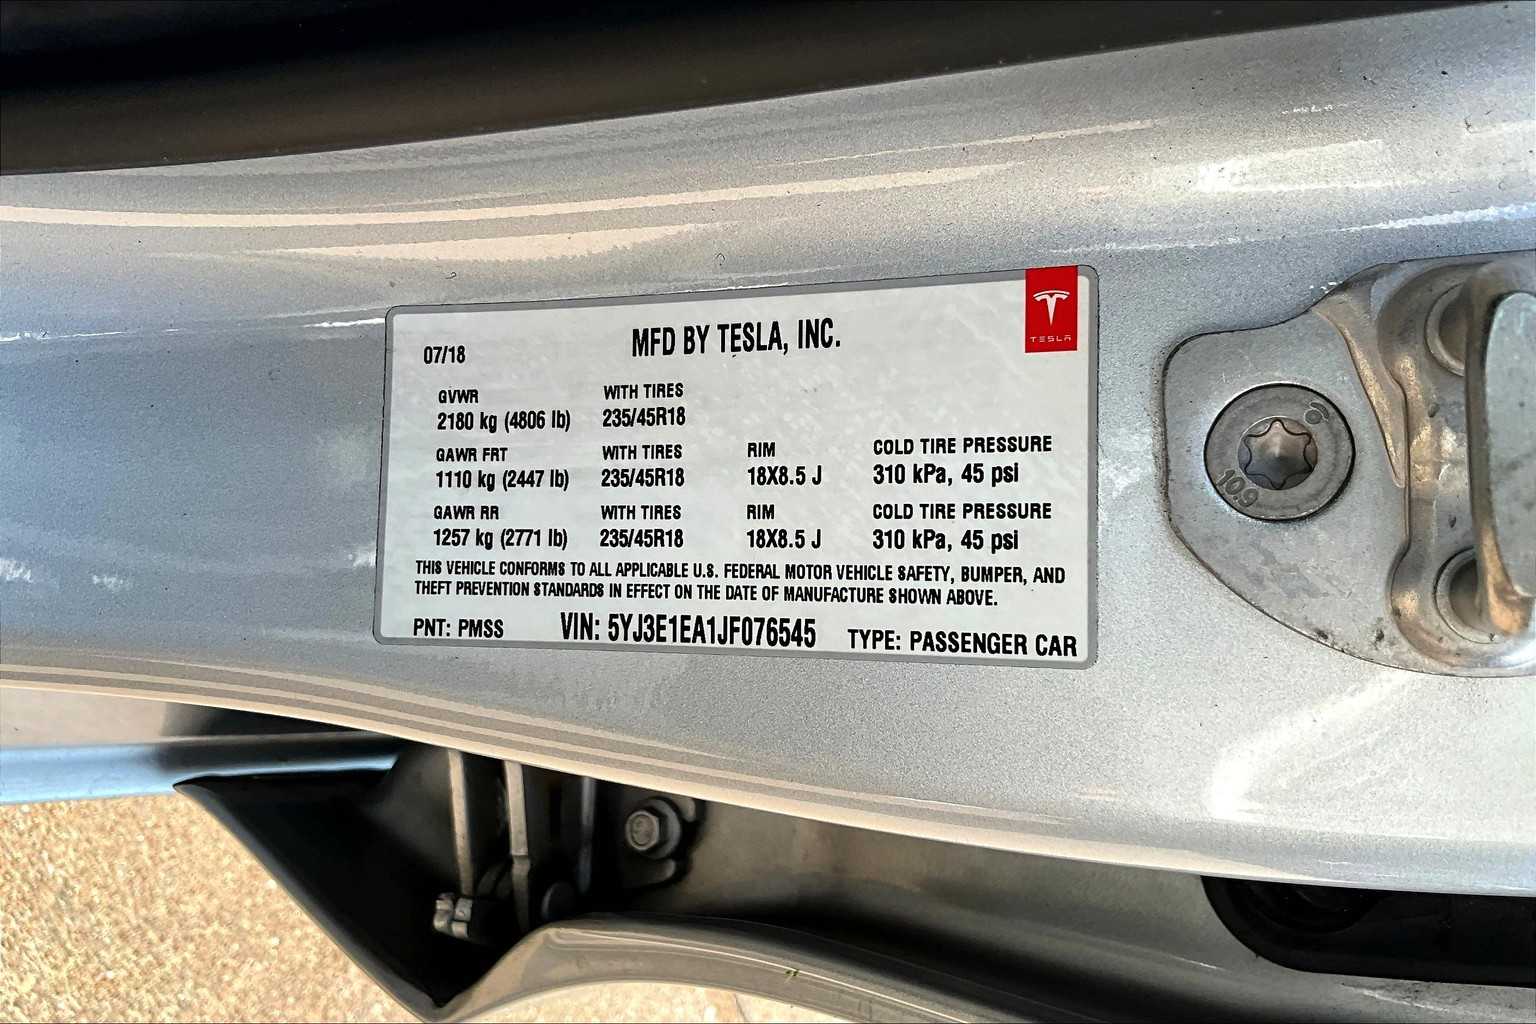 TESLA
07/18 MFD BY TESLA, INC.
GVWR WITH TIRES
2180 kg (4806 lb) 235/45R18
GAWR FRT WITH TIRES RIM COLD TIRE PRESSURE
1110 kg (2447 lb) 235/45R18 18X8.5 J 310 kPa, 45 psi
GAWR RR WITH TIRES RIM COLD TIRE PRESSURE
1257 kg (2771 lb) 235/45R18 18X8.5 J 310 kPa, 45 psi
THIS VEHICLE CONFORMS TO ALL APPLICABLE U.S. FEDERAL MOTOR VEHICLE SAFETY, BUMPER, AND
THEFT PREVENTION STANDARDS IN EFFECT ON THE DATE OF MANUFACTURE SHOWN ABOVE.
PNT: PMSS VIN: 5YJ3E1EA1JF076545 TYPE: PASSENGER CAR
10.9